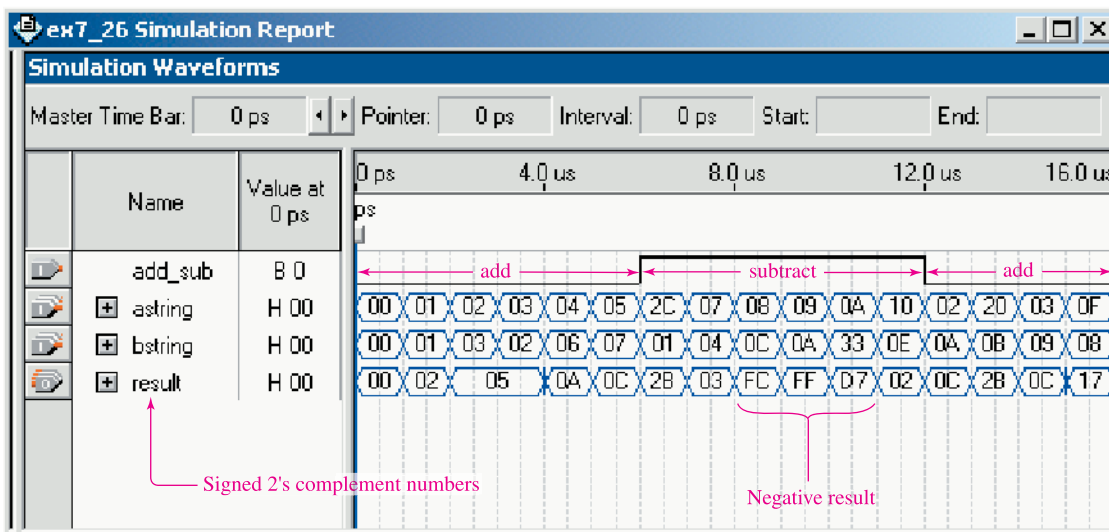 ex7_26 Simulation Report
Simulation Waveforms
Master Time Bar: 0 ps Pointer: 0 ps Interval: 0 ps Start: End:
Name Value at 0 ps
0 ps 4.0 us 8.0 us 12.0 us 16.0 us
ps
add_sub B 0 add subtract add
astring H 00 00 01 02 03 04 05 2C 07 08 09 0A 10 02 20 03 0F
bstring H 00 00 01 03 02 06 07 01 04 0C 0A 33 0E 0A 0B 09 08
result H 00 00 02 05 0A 0C 2B 03 FC FF D7 02 0C 2B 0C 17
Signed 2's complement numbers
Negative result